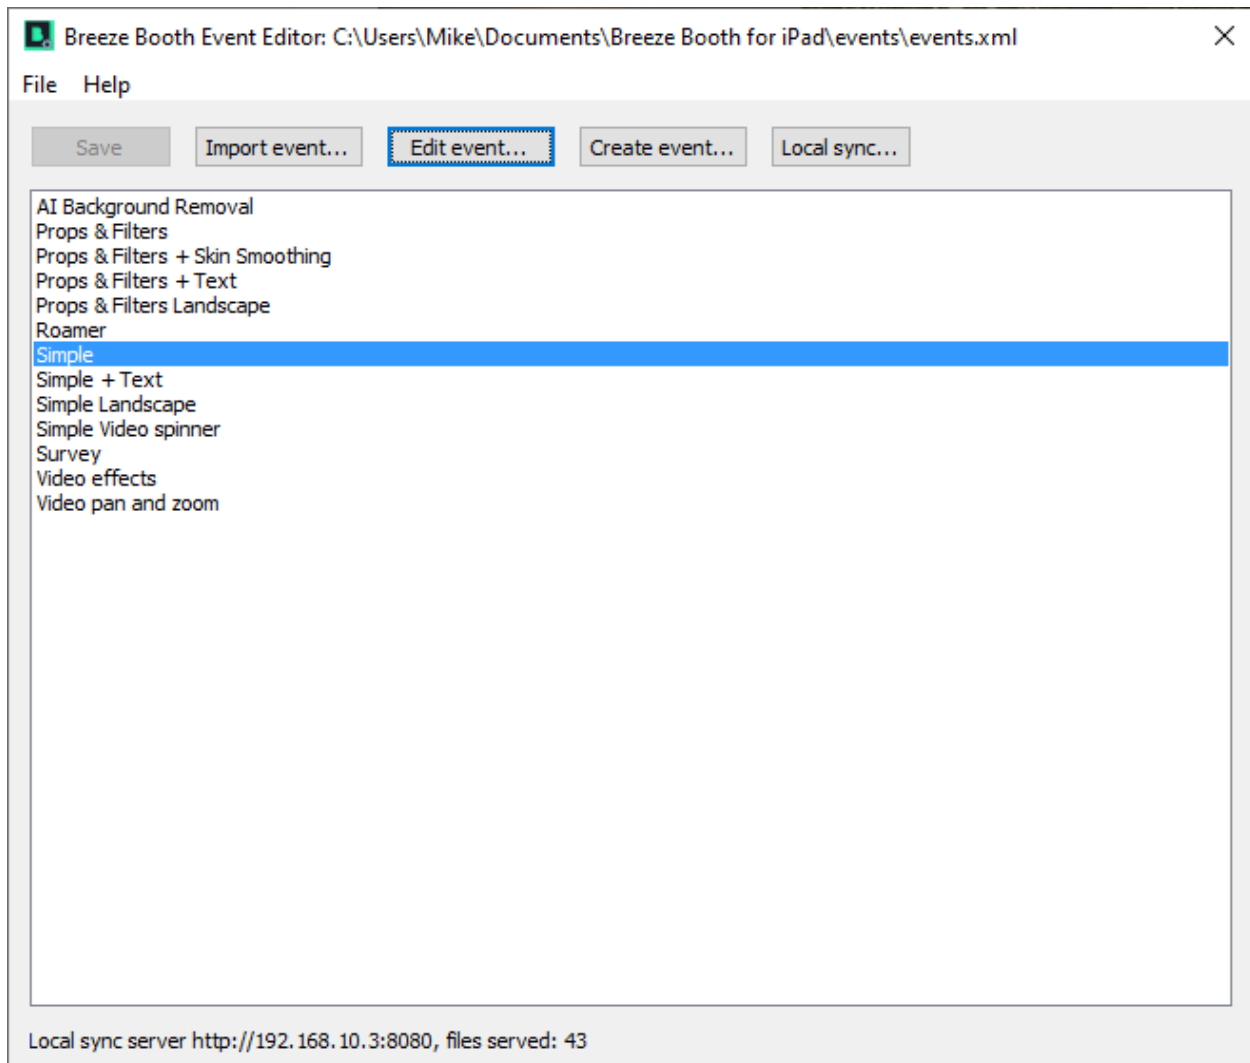 Breeze Booth Event Editor: C:\Users\Mike\Documents\Breeze Booth for iPad\events\events.xml
File Help
Save Import event... Edit event... Create event... Local sync...
AI Background Removal
Props & Filters
Props & Filters + Skin Smoothing
Props & Filters + Text
Props & Filters Landscape
Roamer
Simple
Simple + Text
Simple Landscape
Simple Video spinner
Survey
Video effects
Video pan and zoom
Local sync server http://192.168.10.3:8080, files served: 43